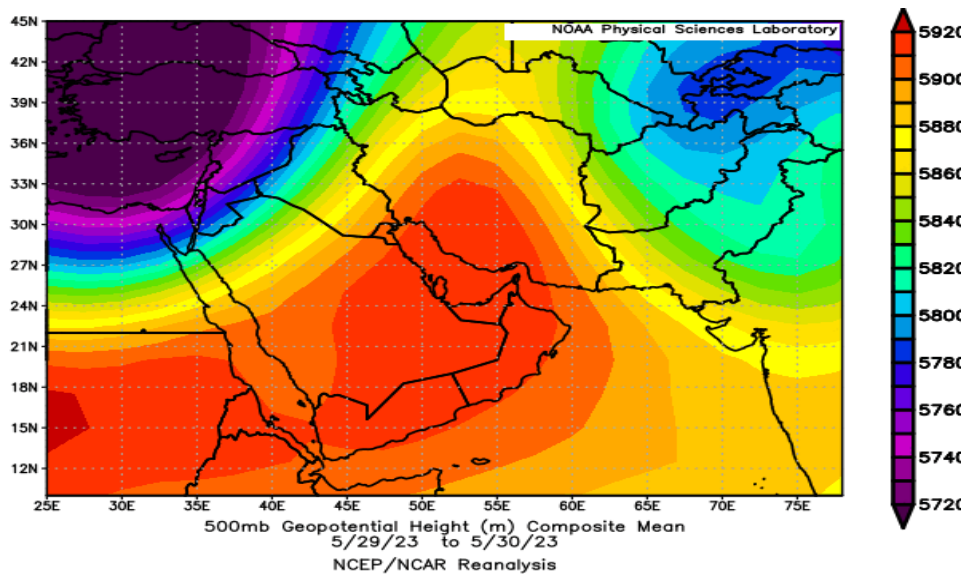 NOAA Physical Sciences Laboratory
45N
42N
39N
36N
33N
30N
27N
24N
21N
18N
15N
12N
25E 30E 35E 40E 45E 50E 55E 60E 65E 70E 75E
500mb Geopotential Height (m) Composite Mean
5/29/23 to 5/30/23
NCEP/NCAR Reanalysis
5920
5900
5880
5860
5840
5820
5800
5780
5760
5740
5720